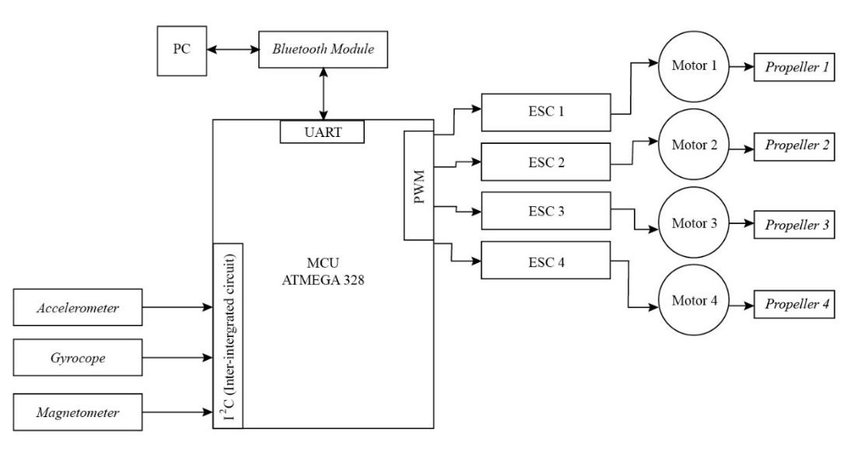 PC
Bluetooth Module
UART
MCU
ATMEGA 328
PWM
I²C (Inter-intergrated circuit)
Accelerometer
Gyrocope
Magnetometer
ESC 1
ESC 2
ESC 3
ESC 4
Motor 1
Motor 2
Motor 3
Motor 4
Propeller 1
Propeller 2
Propeller 3
Propeller 4